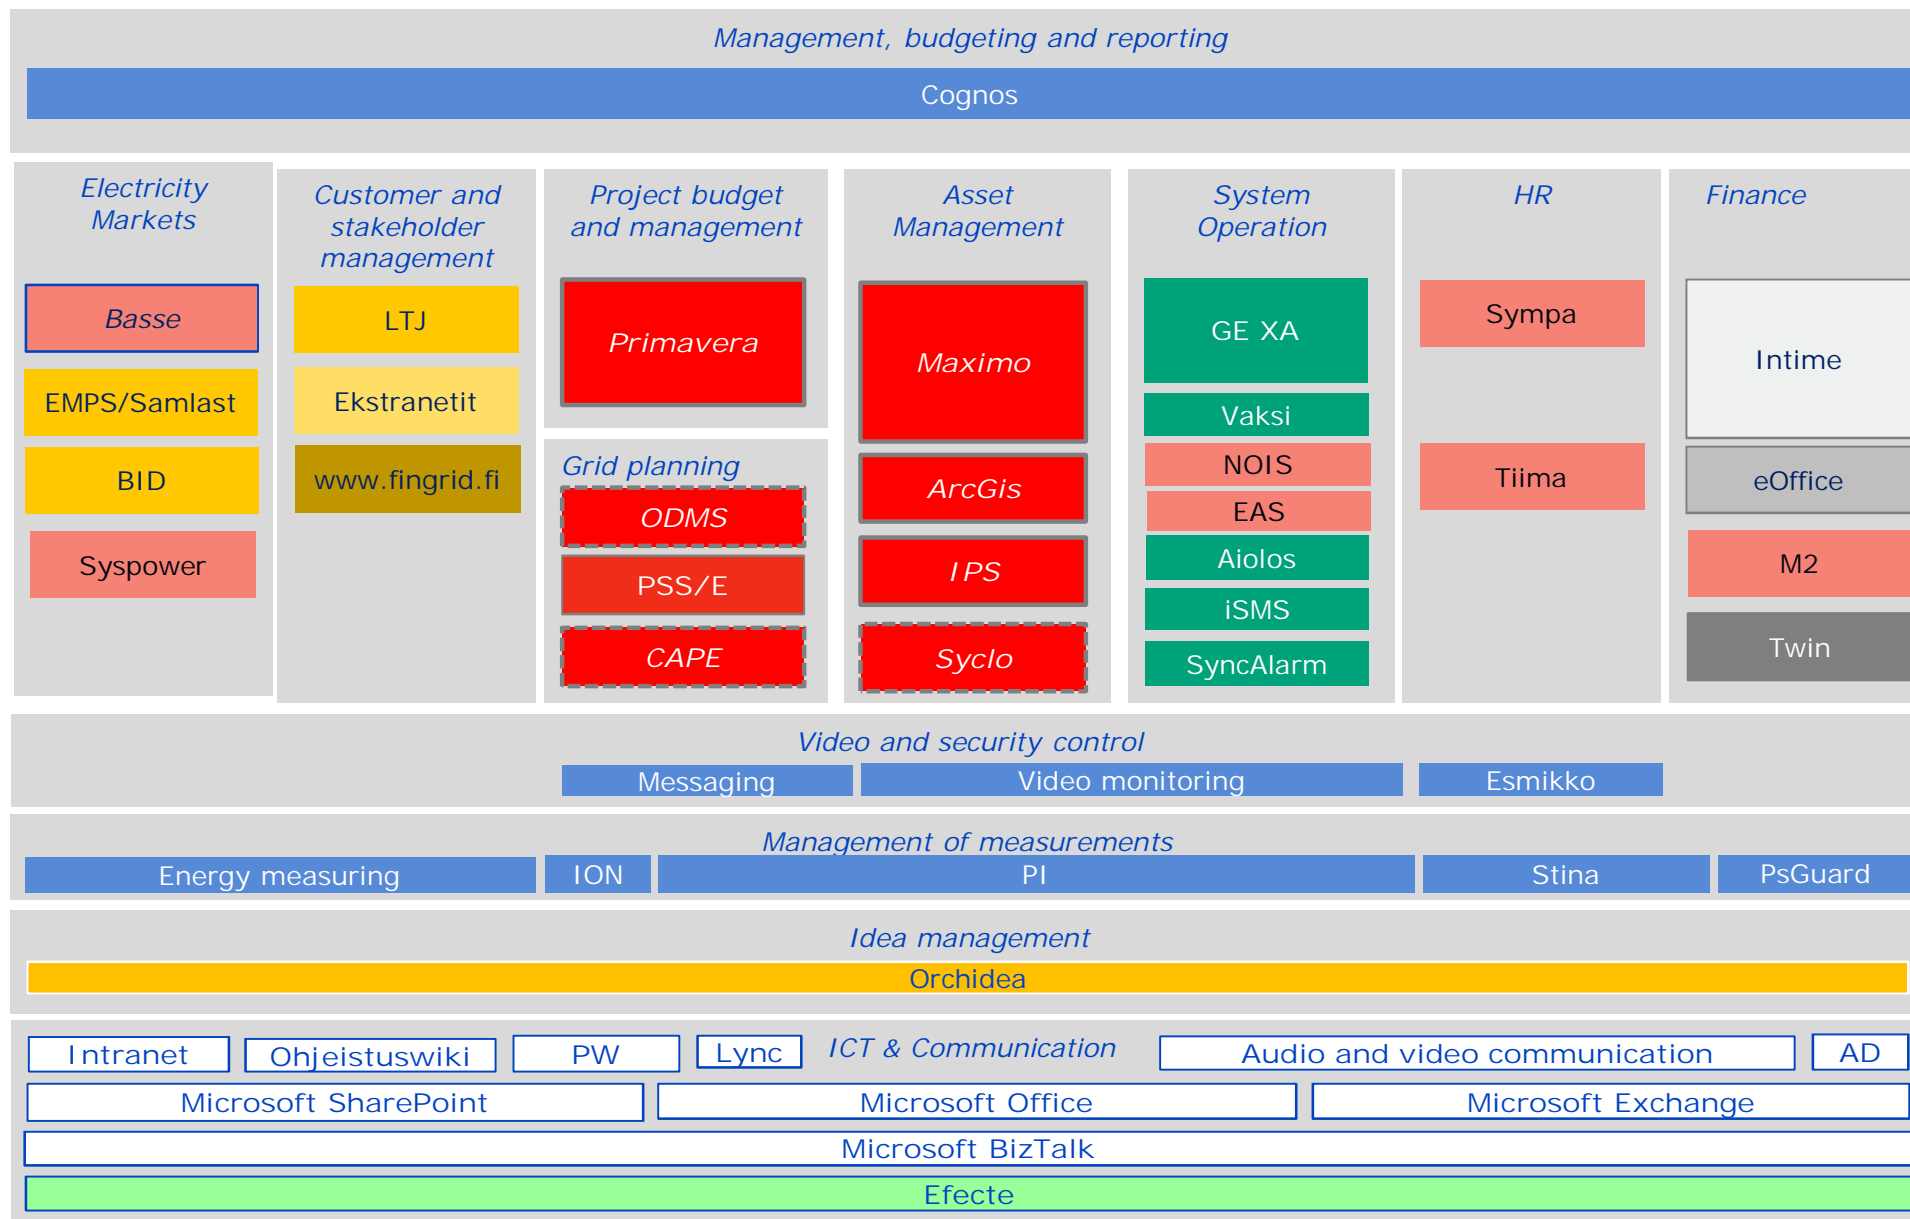 Management, budgeting and reporting
Cognos
Electricity
Markets
Basse
EMPS/Samlast
BID
Syspower
Customer and
stakeholder
management
LTJ
Ekstranetit
www.fingrid.fi
Project budget
and management
Primavera
Grid planning
ODMS
PSS/E
CAPE
Asset
Management
Maximo
ArcGis
IPS
Syclo
System
Operation
GE XA
Vaksi
NOIS
EAS
Aiolos
iSMS
SyncAlarm
HR
Sympa
Tiima
Finance
Intime
eOffice
M2
Twin
Video and security control
Messaging
Video monitoring
Esmikko
Management of measurements
Energy measuring
ION
PI
Stina
PsGuard
Idea management
Orchidea
Intranet
Ohjeistuswiki
PW
Lync
ICT & Communication
Audio and video communication
AD
Microsoft SharePoint
Microsoft Office
Microsoft Exchange
Microsoft BizTalk
Efecte